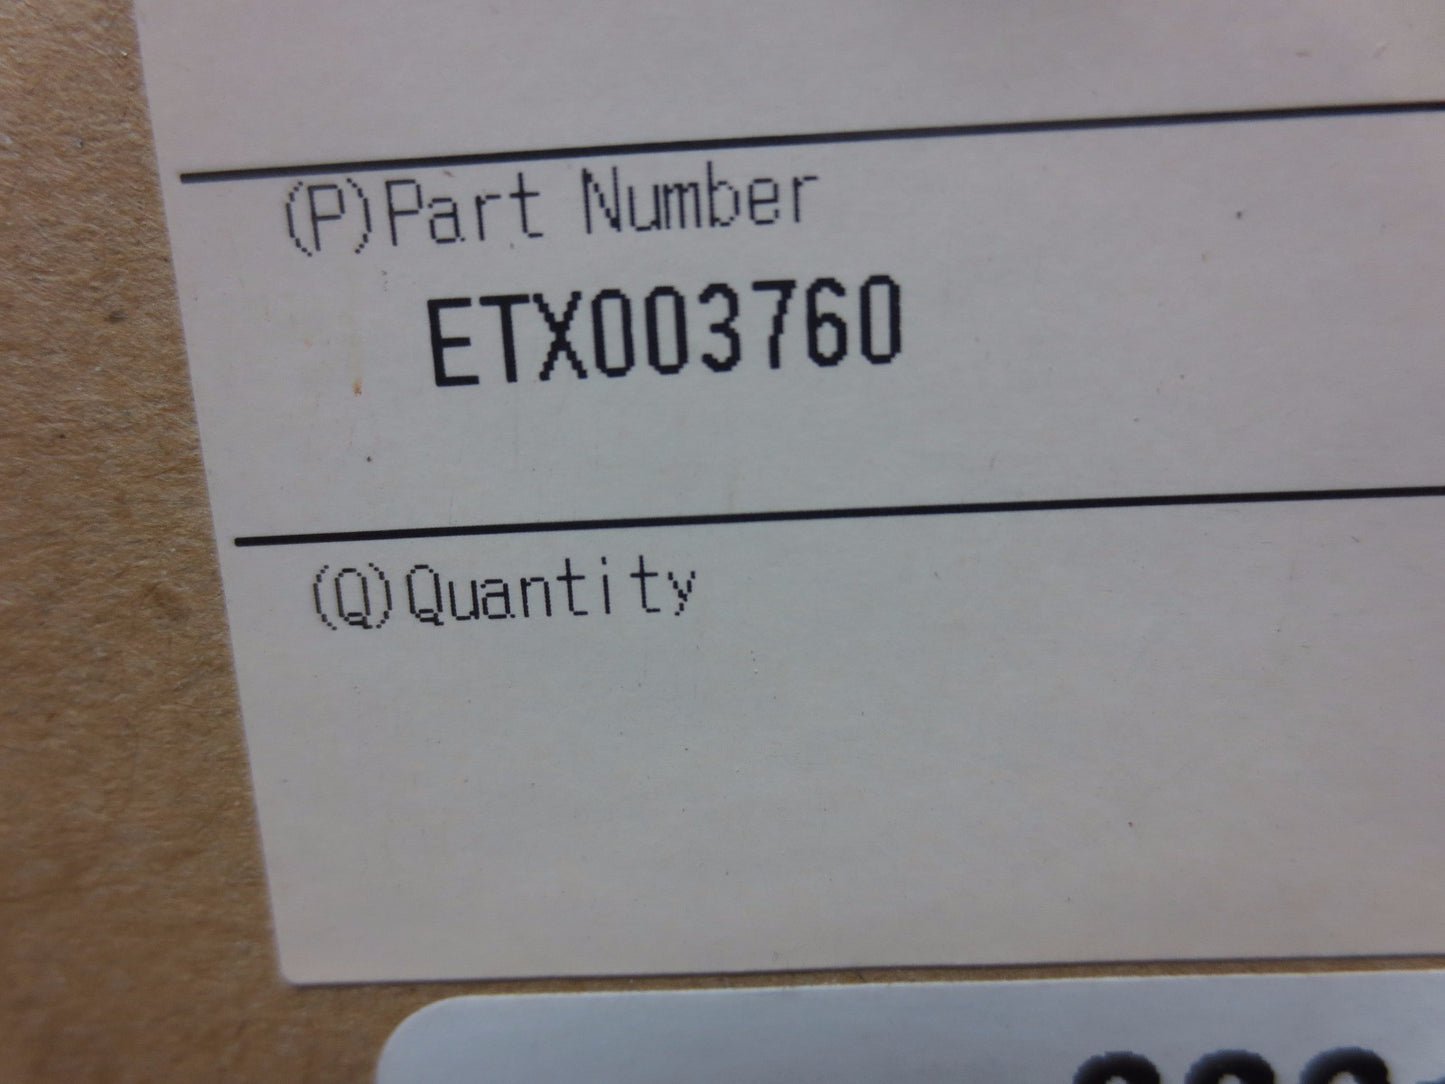 (P)Part Number
ETX003760
(Q)Quantity